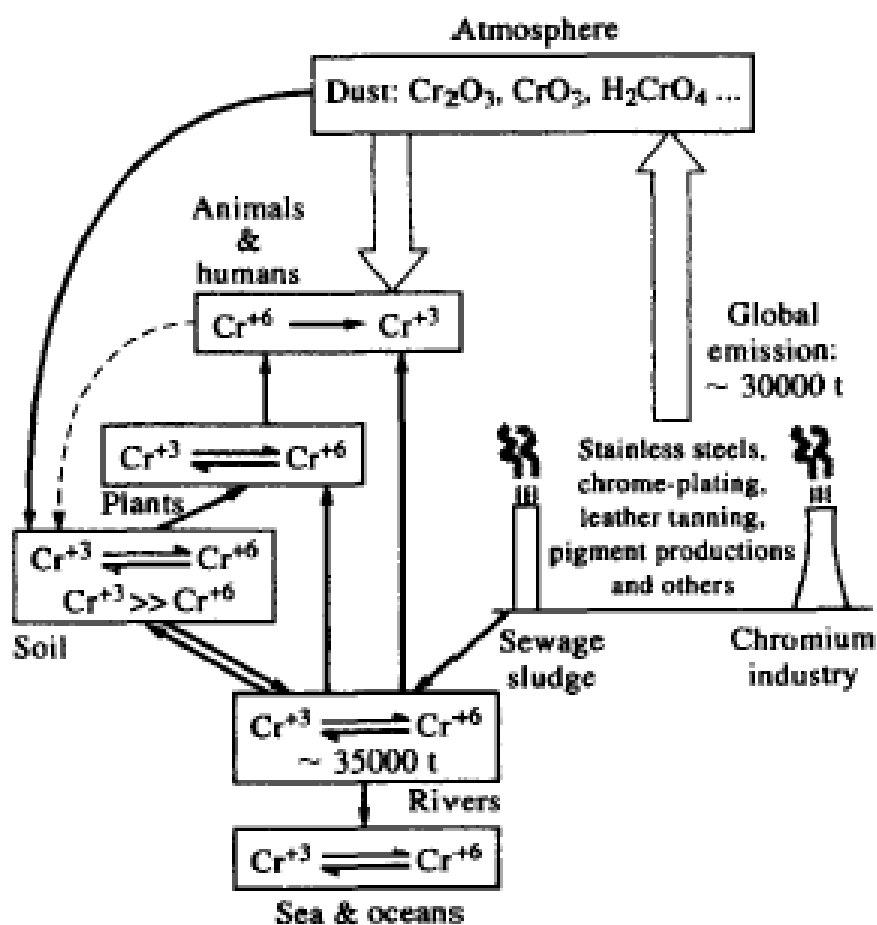 Atmosphere
Dust: Cr₂O₃, CrO₃, H₂CrO₄ ...
Animals
&
humans
Cr⁺⁶ → Cr⁺³
Global
emission:
~ 30000 t
Cr⁺³ ⇌ Cr⁺⁶
Plants
Stainless steels,
chrome-plating,
leather tanning,
pigment productions
and others
Cr⁺³ ⇌ Cr⁺⁶
Cr⁺³ >> Cr⁺⁶
Soil
Sewage
sludge
Chromium
industry
Cr⁺³ ⇌ Cr⁺⁶
~ 35000 t
Rivers
Cr⁺³ ⇌ Cr⁺⁶
Sea & oceans